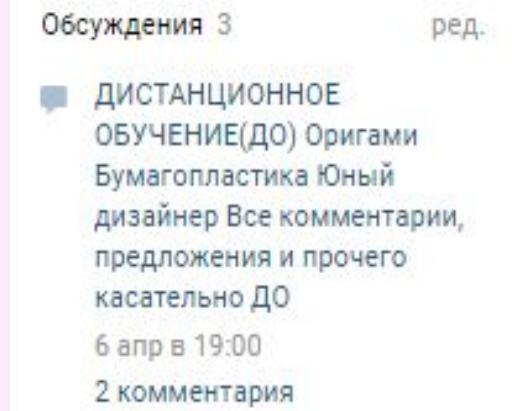 Обсуждения 3 ред.
ДИСТАНЦИОННОЕ
ОБУЧЕНИЕ(ДО) Оригами
Бумагопластика Юный
дизайнер Все комментарии,
предложения и прочего
касательно ДО
6 апр в 19:00
2 комментария